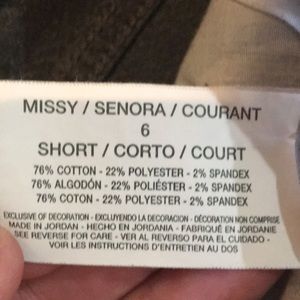 MISSY / SENORA / COURANT
6
SHORT / CORTO / COURT
76% COTTON - 22% POLYESTER - 2% SPANDEX
76% ALGODÓN - 22% POLIÉSTER - 2% SPANDEX
76% COTON - 22% POLYESTER - 2% SPANDEX
EXCLUSIVE OF DECORATION - EXCLUYENDO LA DECORACION - DÉCORATION NON COMPRISE
MADE IN JORDAN - HECHO EN JORDANIA - FABRIQUÉ EN JORDANIE
SEE REVERSE FOR CARE - VER AL REVERSO PARA EL CUIDADO -
VOIR LES INSTRUCTIONS D'ENTRETIEN AU DOS